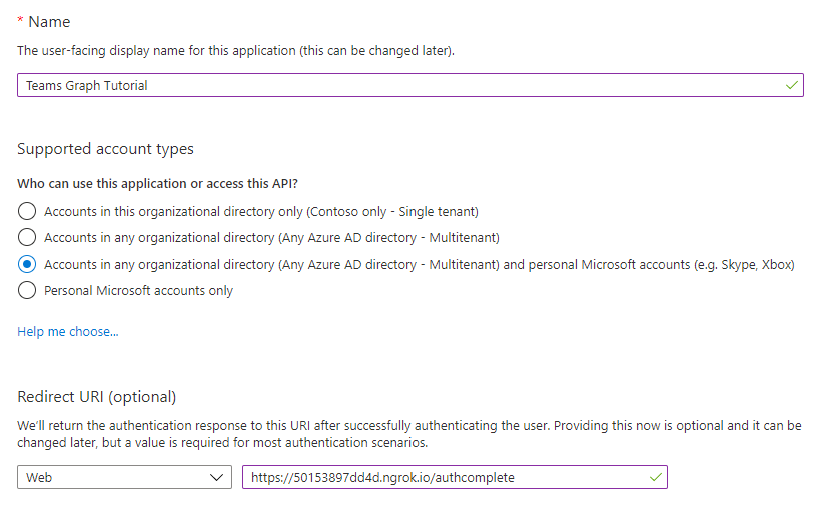 * Name
The user-facing display name for this application (this can be changed later).
Teams Graph Tutorial
Supported account types
Who can use this application or access this API?
Accounts in this organizational directory only (Contoso only - Single tenant)
Accounts in any organizational directory (Any Azure AD directory - Multitenant)
Accounts in any organizational directory (Any Azure AD directory - Multitenant) and personal Microsoft accounts (e.g. Skype, Xbox)
Personal Microsoft accounts only
Help me choose...
Redirect URI (optional)
We'll return the authentication response to this URI after successfully authenticating the user. Providing this now is optional and it can be
changed later, but a value is required for most authentication scenarios.
Web https://50153897dd4d.ngrok.io/authcomplete